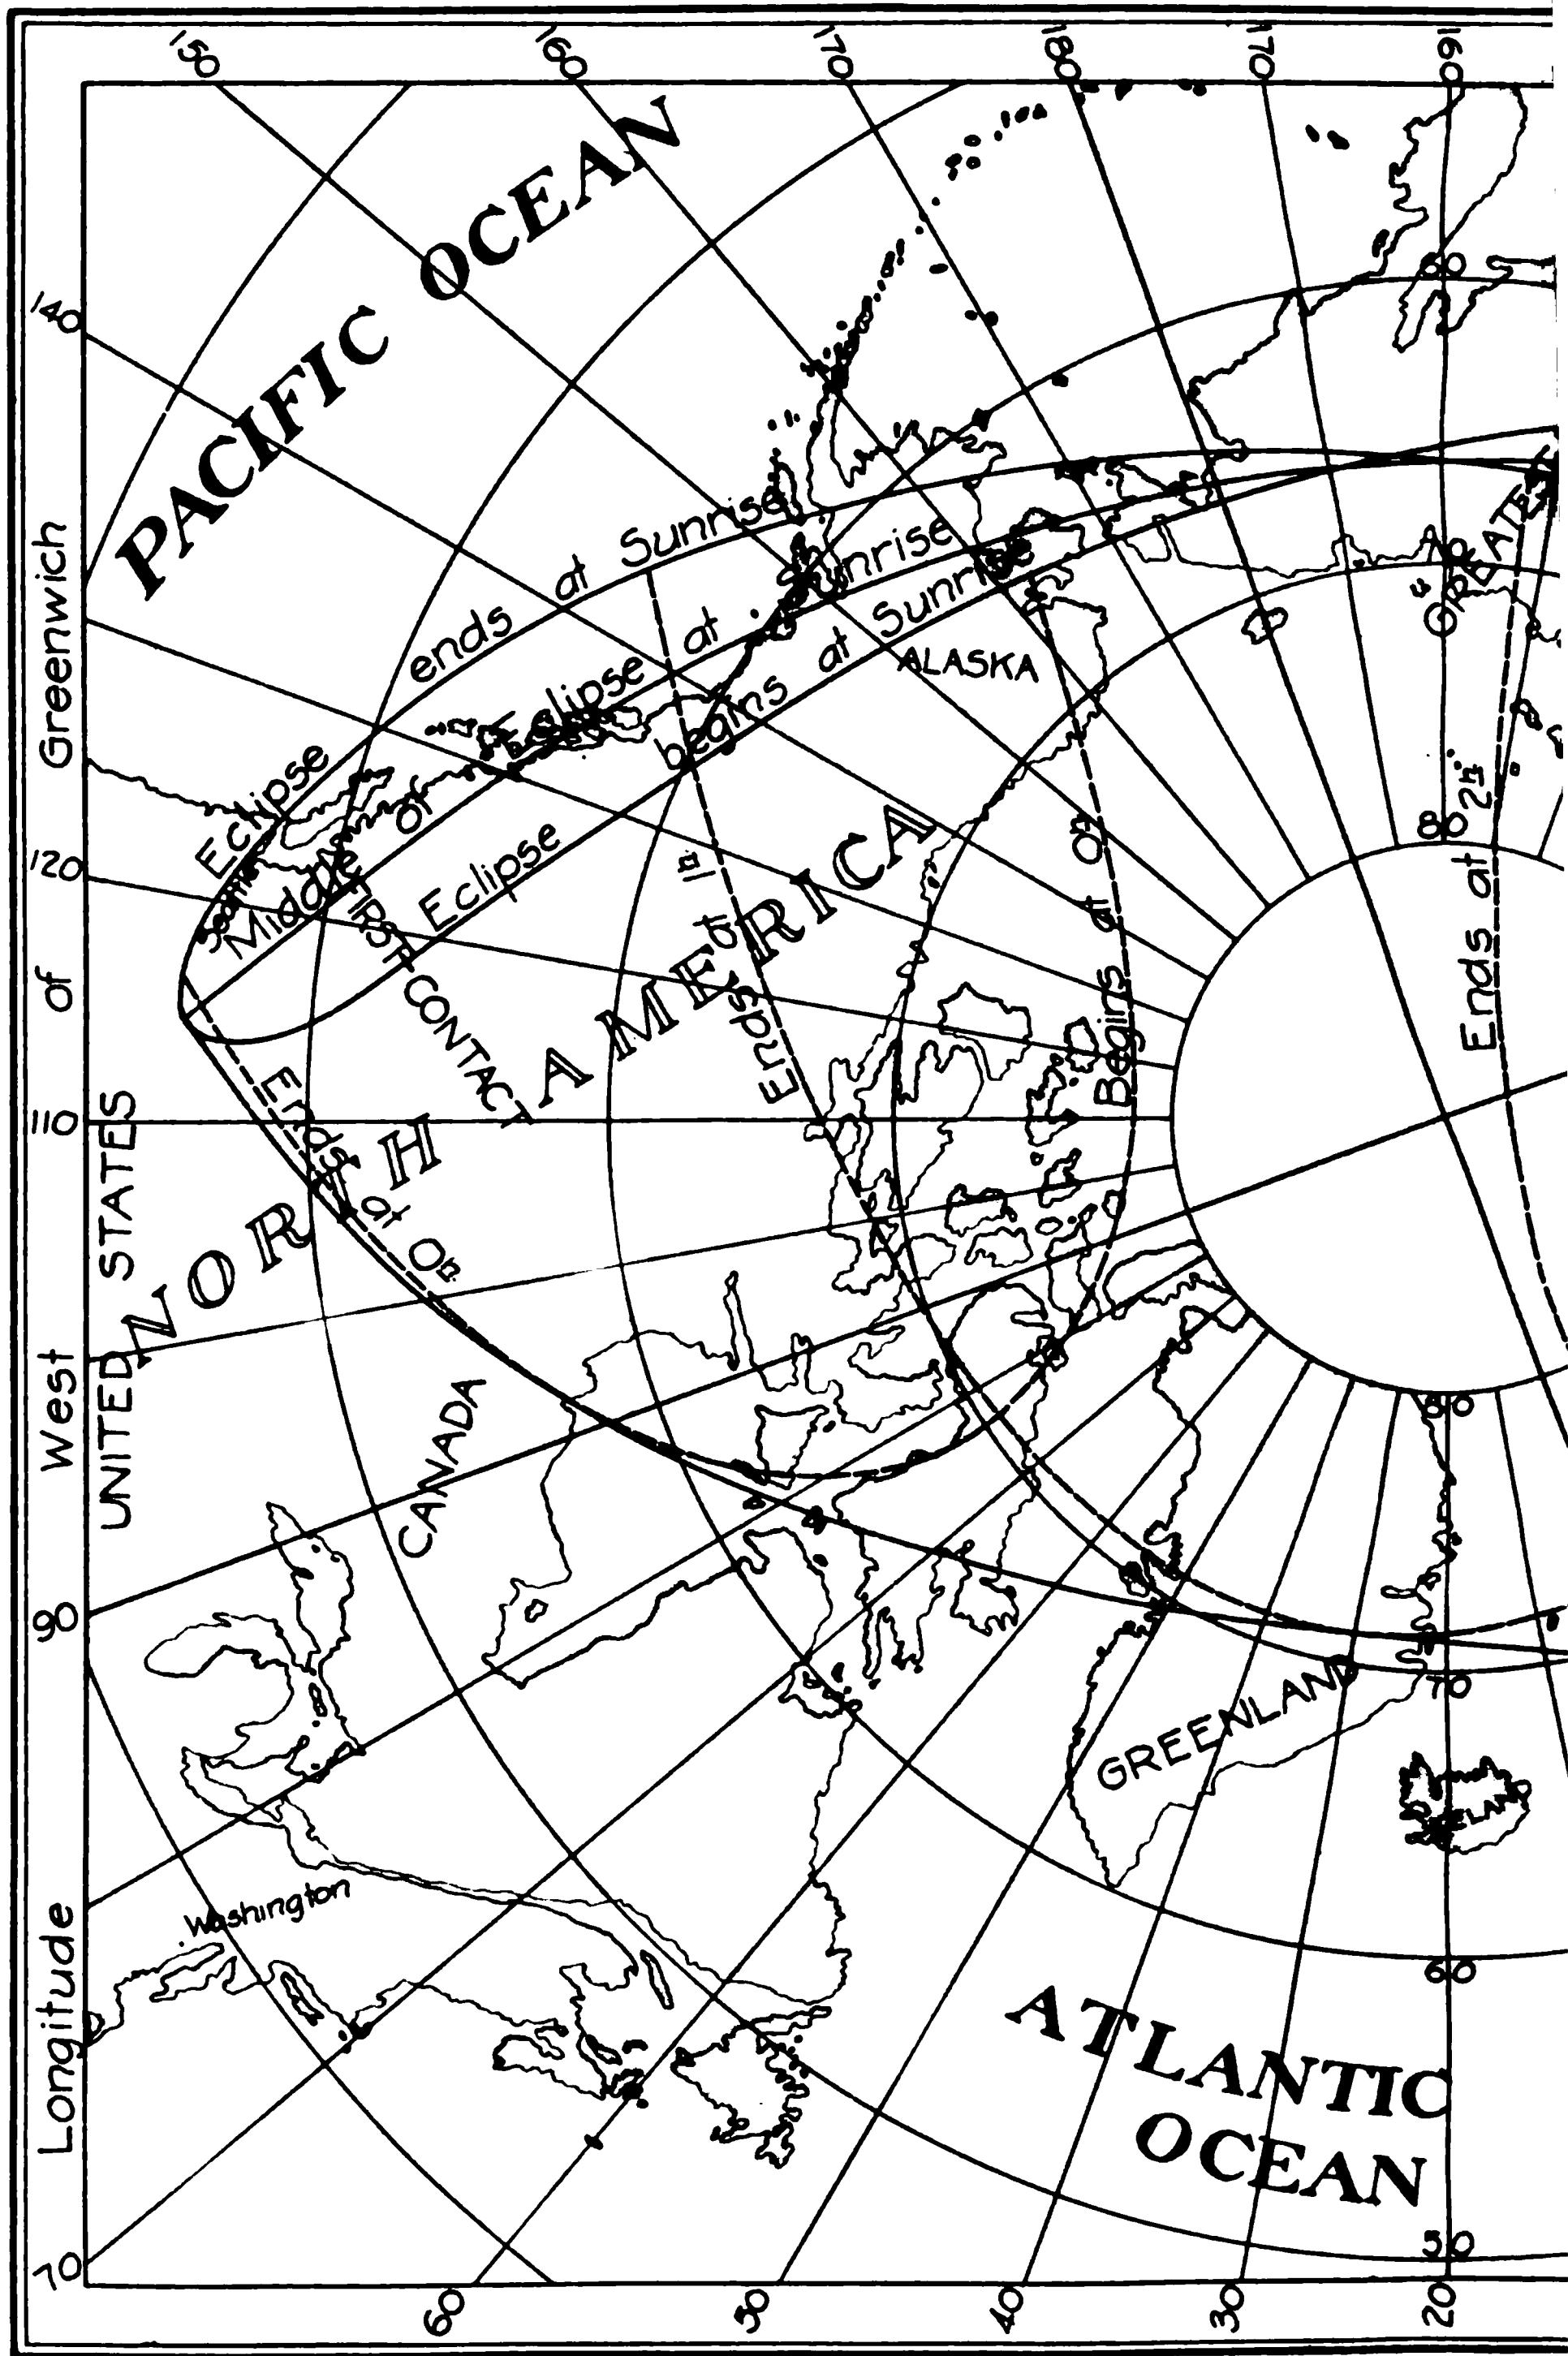 150
160
170
180
170
160
PACIFIC OCEAN
140
Greenwich
120
of
110
West
90
Longitude
70
60
50
40
30
20
60
70
80
80
70
60
50
Eclipse ends at Sunrise
Middle of Eclipse at Sunrise
Eclipse begins at Sunrise
FIRST CONTACT
ALASKA
NORTH AMERICA
UNITED STATES
CANADA
Washington
Ends at 0h
Ends at 1h
Begins at 0h
Ends at 2h
GREATE
GREENLAND
ATLANTIC
OCEAN